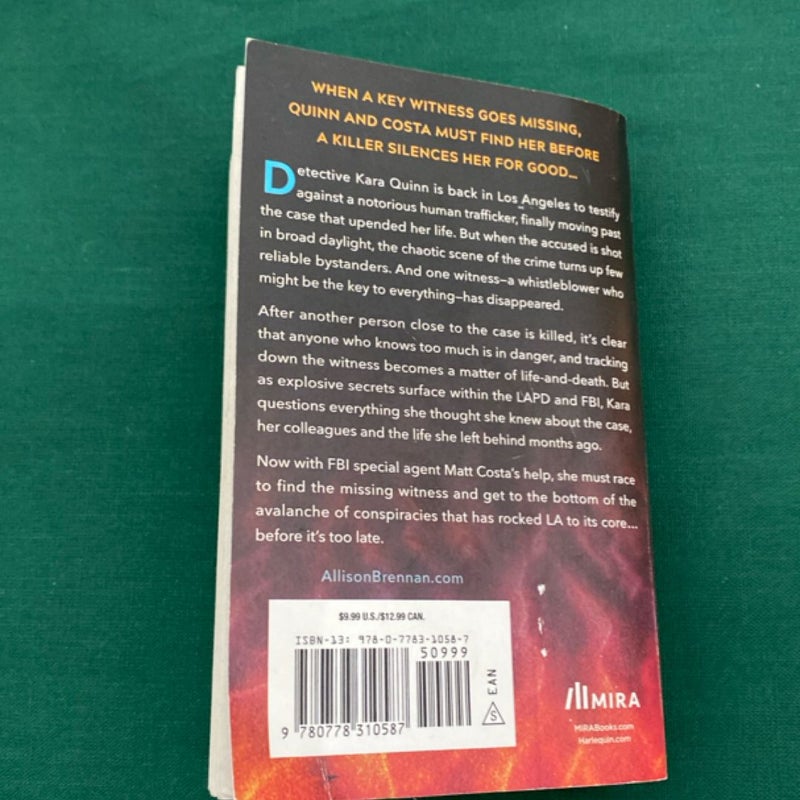 WHEN A KEY WITNESS GOES MISSING,
QUINN AND COSTA MUST FIND HER BEFORE
A KILLER SILENCES HER FOR GOOD...
Detective Kara Quinn is back in Los Angeles to testify
against a notorious human trafficker, finally moving past
the case that upended her life. But when the accused is shot
in broad daylight, the chaotic scene of the crime turns up few
reliable bystanders. And one witness—a whistleblower who
might be the key to everything—has disappeared.
After another person close to the case is killed, it's clear
that anyone who knows too much is in danger, and tracking
down the witness becomes a matter of life-and-death. But
as explosive secrets surface within the LAPD and FBI, Kara
questions everything she thought she knew about the case,
her colleagues and the life she left behind months ago.
Now with FBI special agent Matt Costa's help, she must race
to find the missing witness and get to the bottom of the
avalanche of conspiracies that has rocked LA to its core...
before it's too late.
AllisonBrennan.com
$9.99 U.S./$12.99 CAN.
ISBN-13: 978-0-7783-1058-7
50999
EAN
S
9 780778 310587
MIRA
MIRABooks.com
Harlequin.com